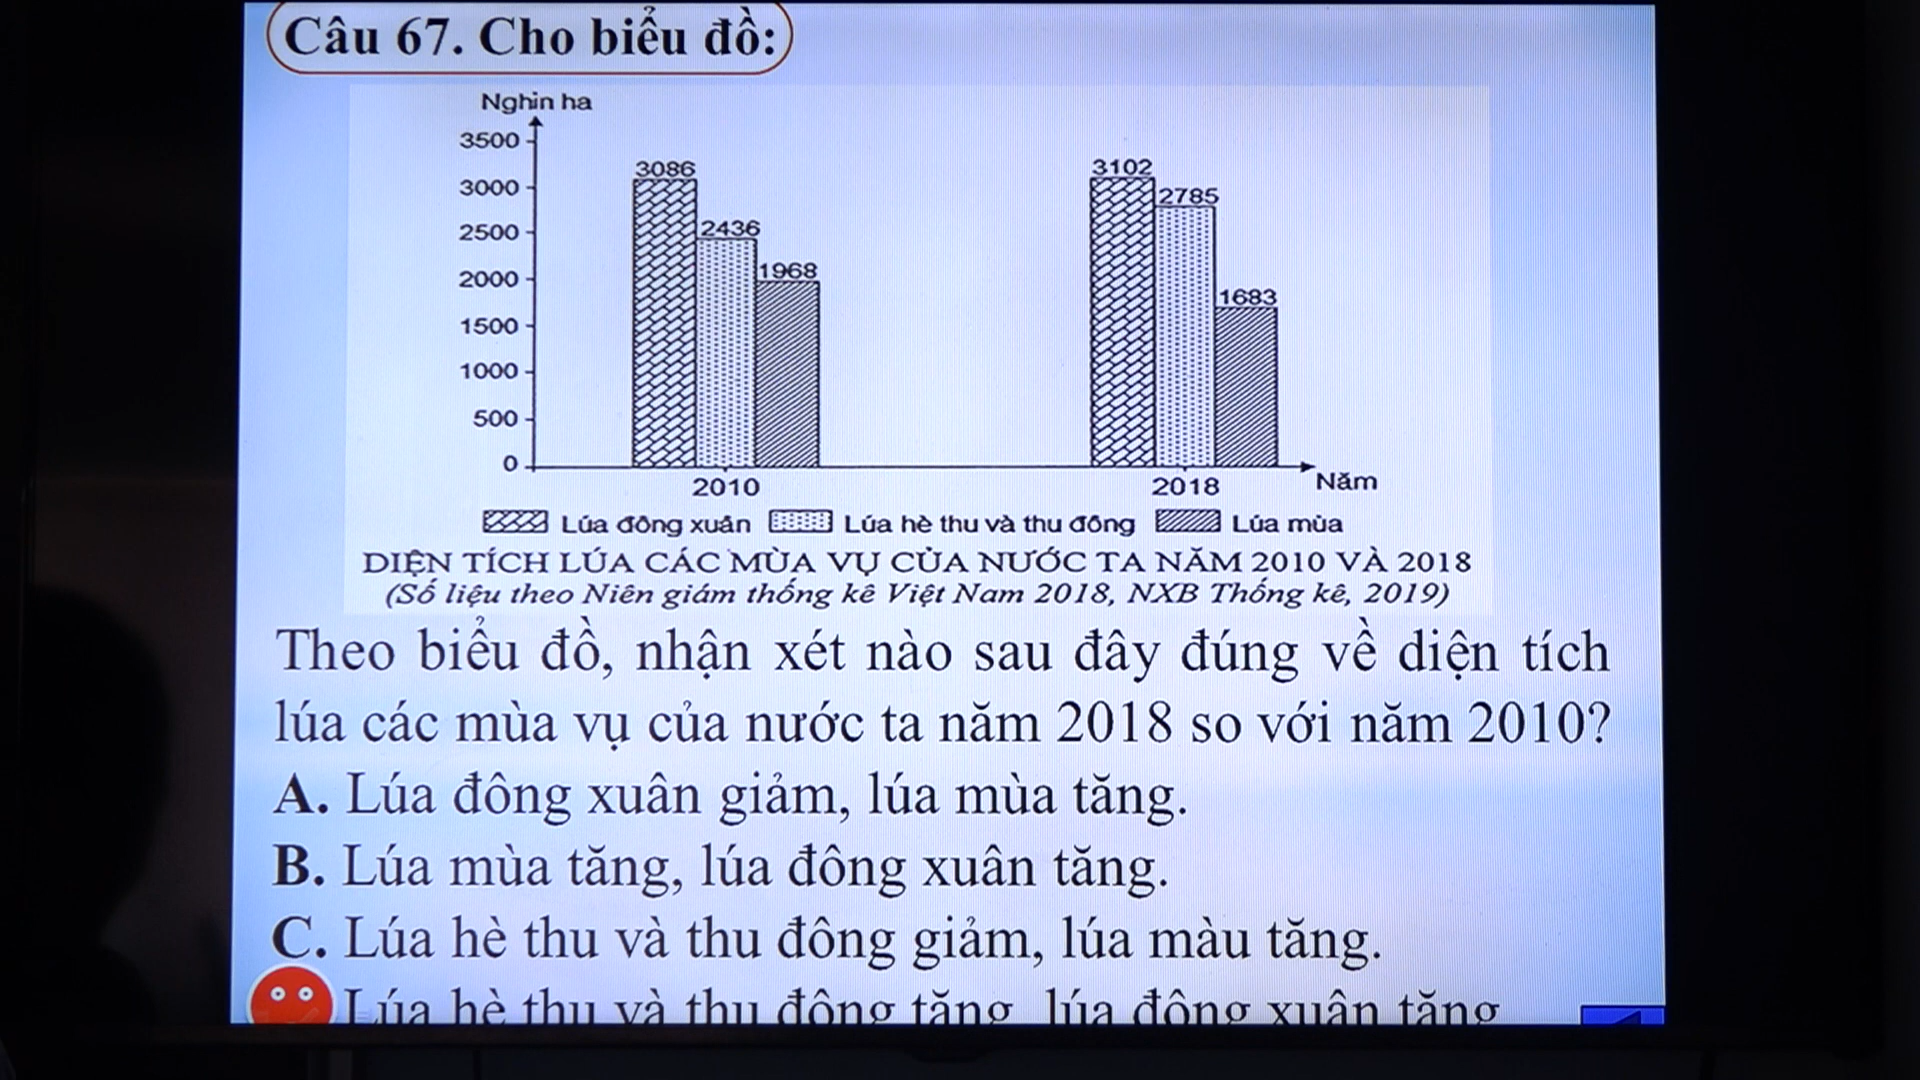 Câu 67. Cho biểu đồ:
Nghìn ha
3500
3000
2500
2000
1500
1000
500
0
3086
2436
1968
3102
2785
1683
2010
2018
Năm
Lúa đông xuân Lúa hè thu và thu đông Lúa mùa
DIỆN TÍCH LÚA CÁC MÙA VỤ CỦA NƯỚC TA NĂM 2010 VÀ 2018
(Số liệu theo Niên giám thống kê Việt Nam 2018, NXB Thống kê, 2019)
Theo biểu đồ, nhận xét nào sau đây đúng về diện tích
lúa các mùa vụ của nước ta năm 2018 so với năm 2010?
A. Lúa đông xuân giảm, lúa mùa tăng.
B. Lúa mùa tăng, lúa đông xuân tăng.
C. Lúa hè thu và thu đông giảm, lúa màu tăng.
Lúa hè thu và thu đông tăng, lúa đông xuân tăng